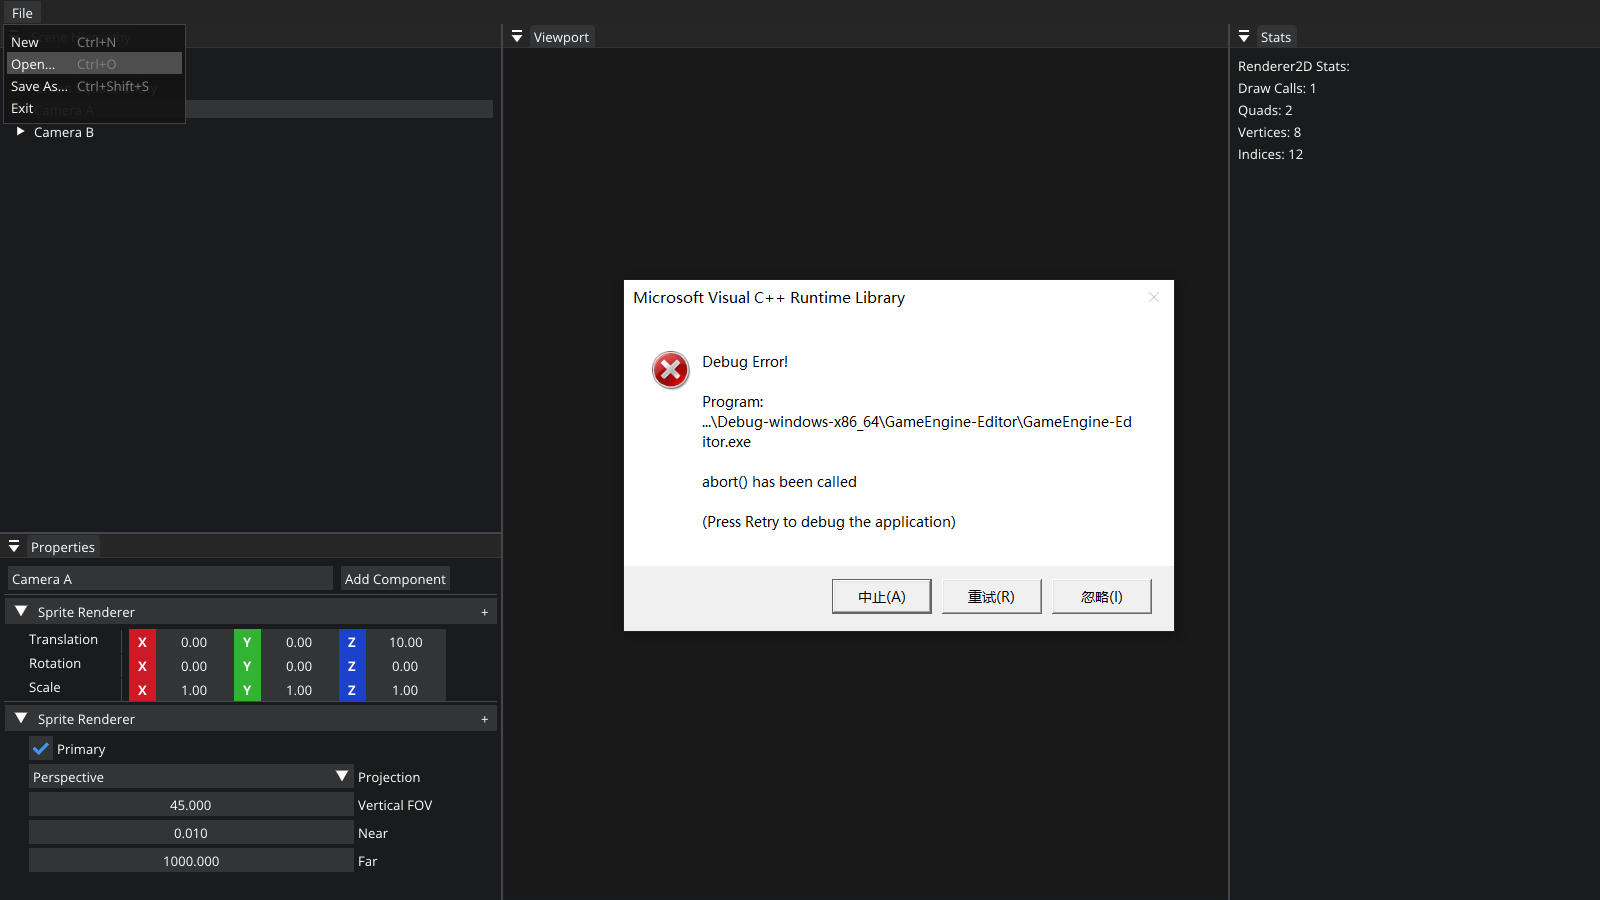 File
New Ctrl+N
Open... Ctrl+O
Save As... Ctrl+Shift+S
Exit
Camera A
Camera B
Viewport
Stats
Renderer2D Stats:
Draw Calls: 1
Quads: 2
Vertices: 8
Indices: 12
Microsoft Visual C++ Runtime Library
Debug Error!
Program:
...\Debug-windows-x86_64\GameEngine-Editor\GameEngine-Ed
itor.exe
abort() has been called
(Press Retry to debug the application)
中止(A) 重试(R) 忽略(I)
Properties
Camera A Add Component
Sprite Renderer +
Translation X 0.00 Y 0.00 Z 10.00
Rotation X 0.00 Y 0.00 Z 0.00
Scale X 1.00 Y 1.00 Z 1.00
Sprite Renderer +
Primary
Perspective Projection
45.000 Vertical FOV
0.010 Near
1000.000 Far